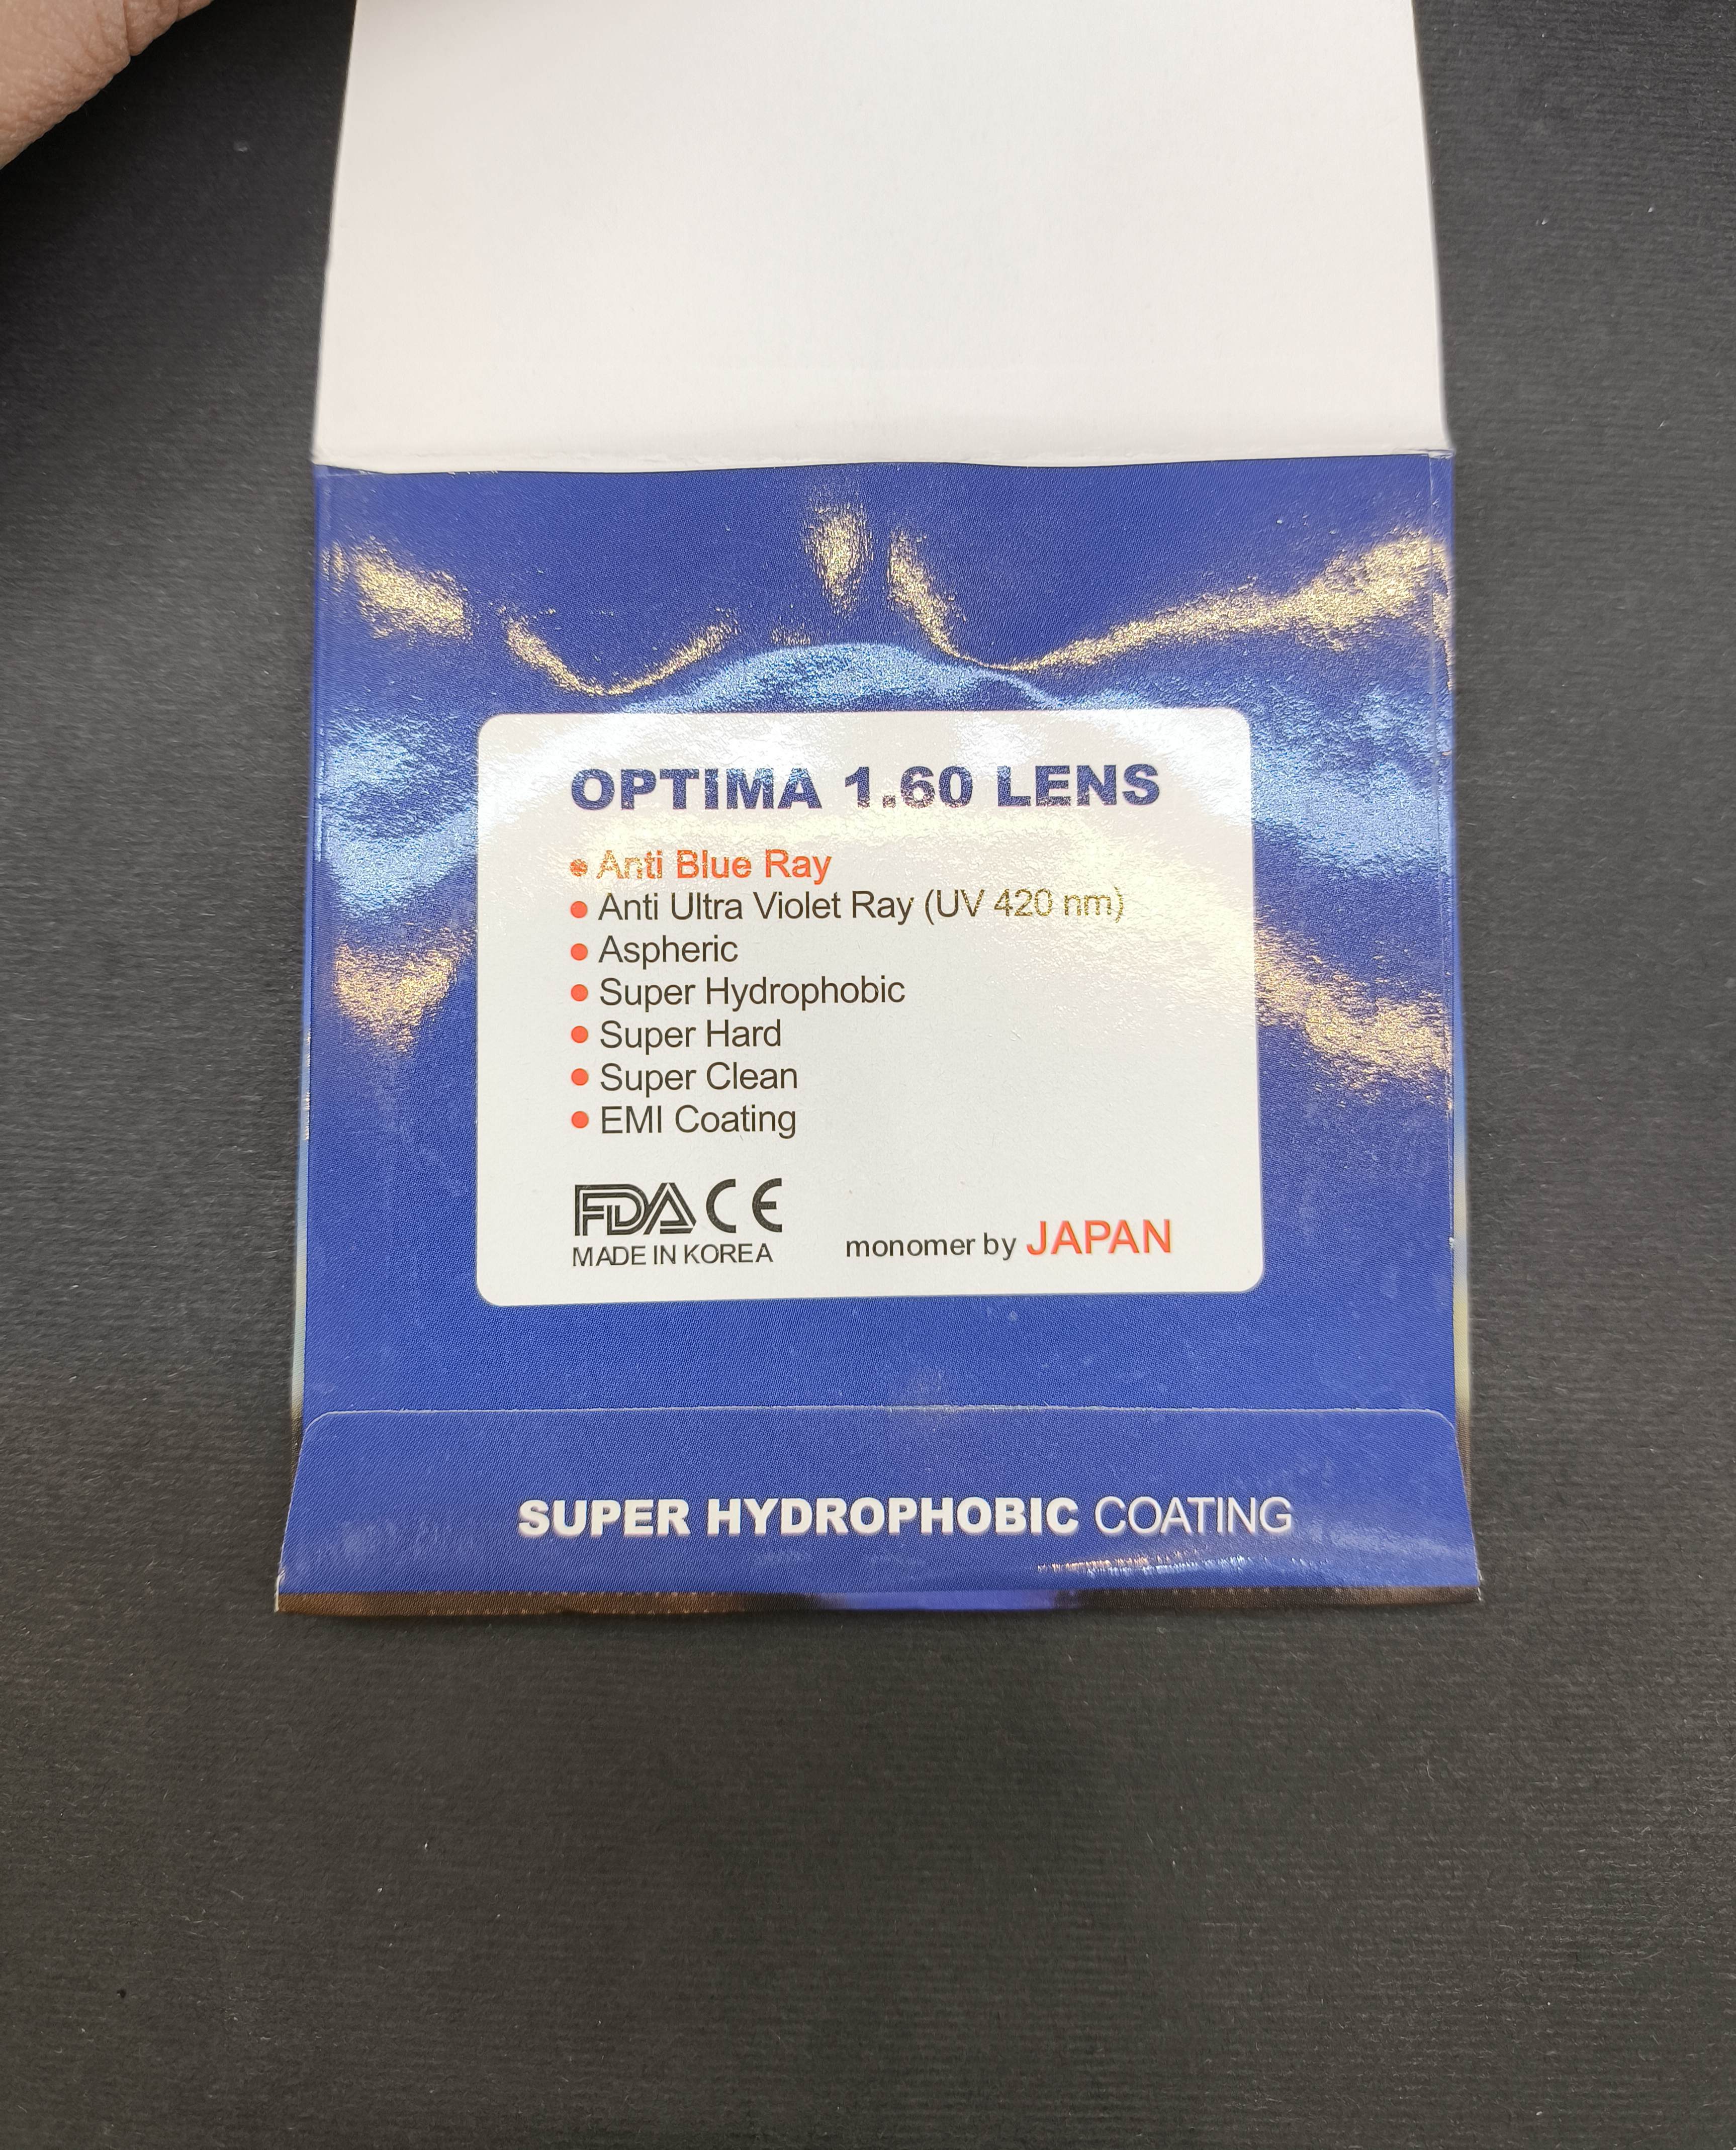 OPTIMA 1.60 LENS
• Anti Blue Ray
• Anti Ultra Violet Ray (UV 420 nm)
• Aspheric
• Super Hydrophobic
• Super Hard
• Super Clean
• EMI Coating
FDA CE
MADE IN KOREA
monomer by JAPAN
SUPER HYDROPHOBIC COATING